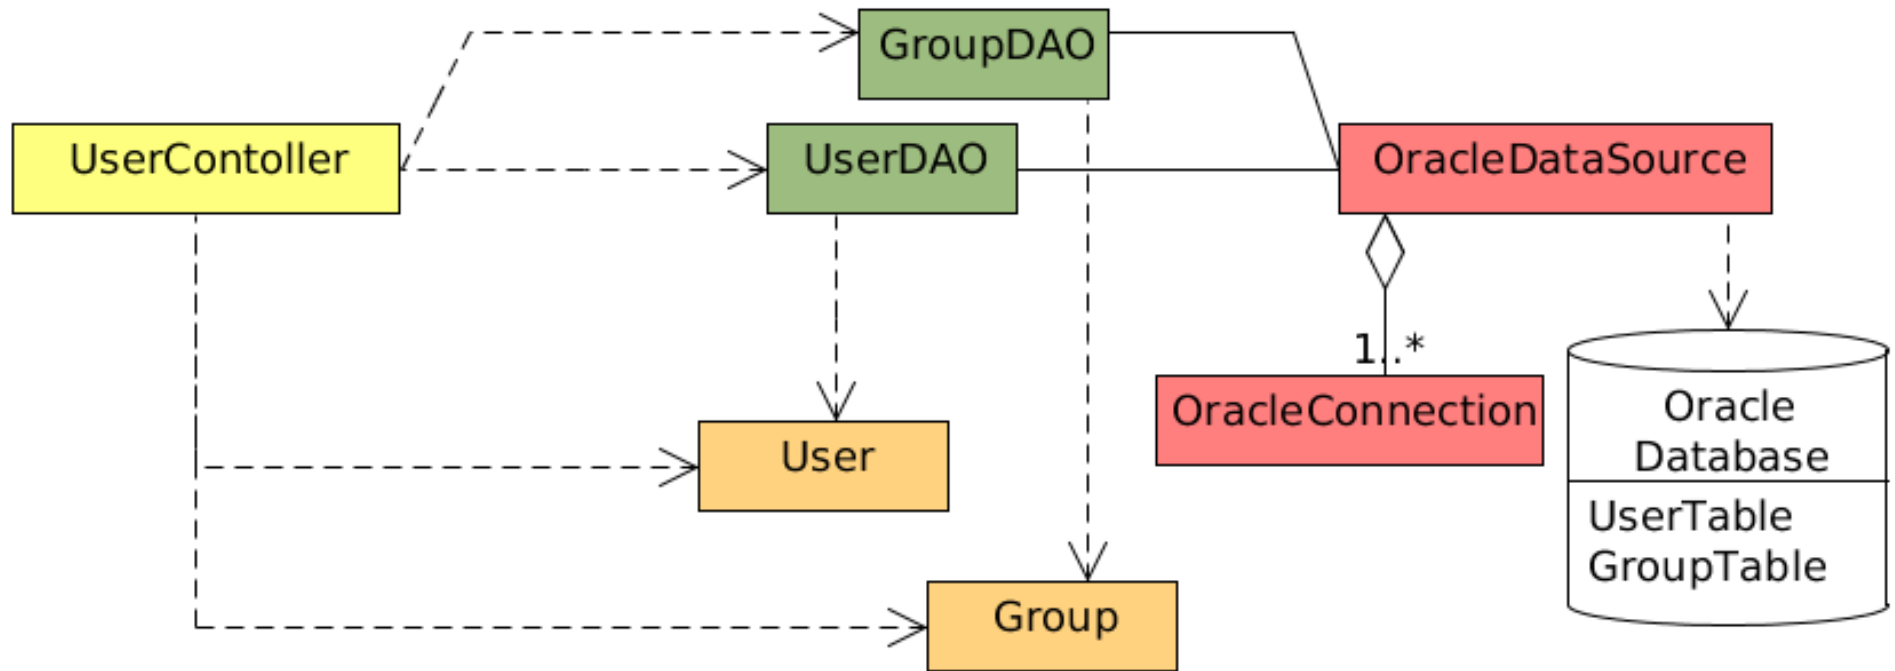 GroupDAO
UserContoller
UserDAO
OracleDataSource
1..*
OracleConnection
Oracle
Database
User
UserTable
GroupTable
Group